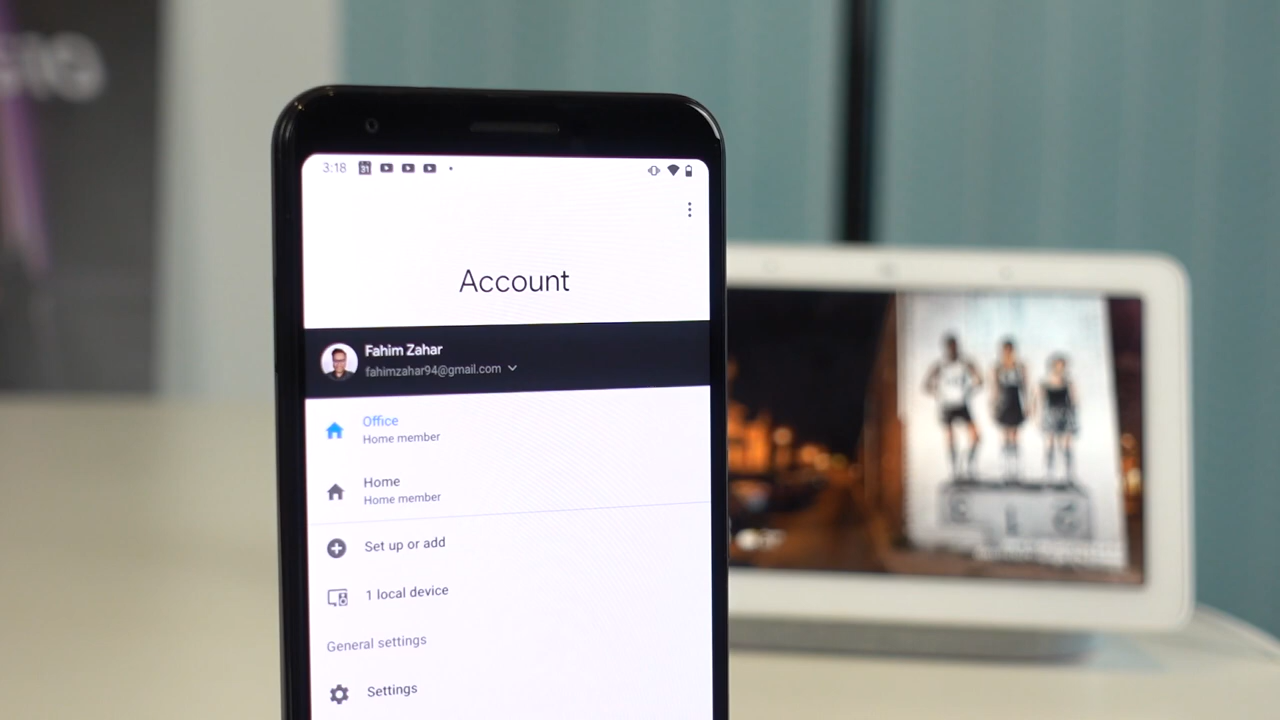 3:18
31
Account
Fahim Zahar
fahimzahar94@gmail.com
Office
Home member
Home
Home member
Set up or add
1 local device
General settings
Settings